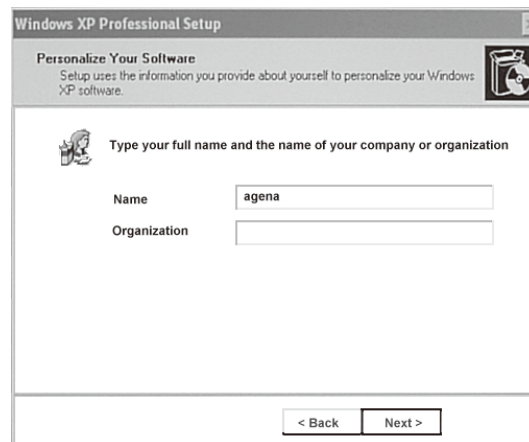 Windows XP Professional Setup
Personalize Your Software
Setup uses the information you provide about yourself to personalize your Windows
XP software.
Type your full name and the name of your company or organization
Name
agena
Organization
< Back
Next >